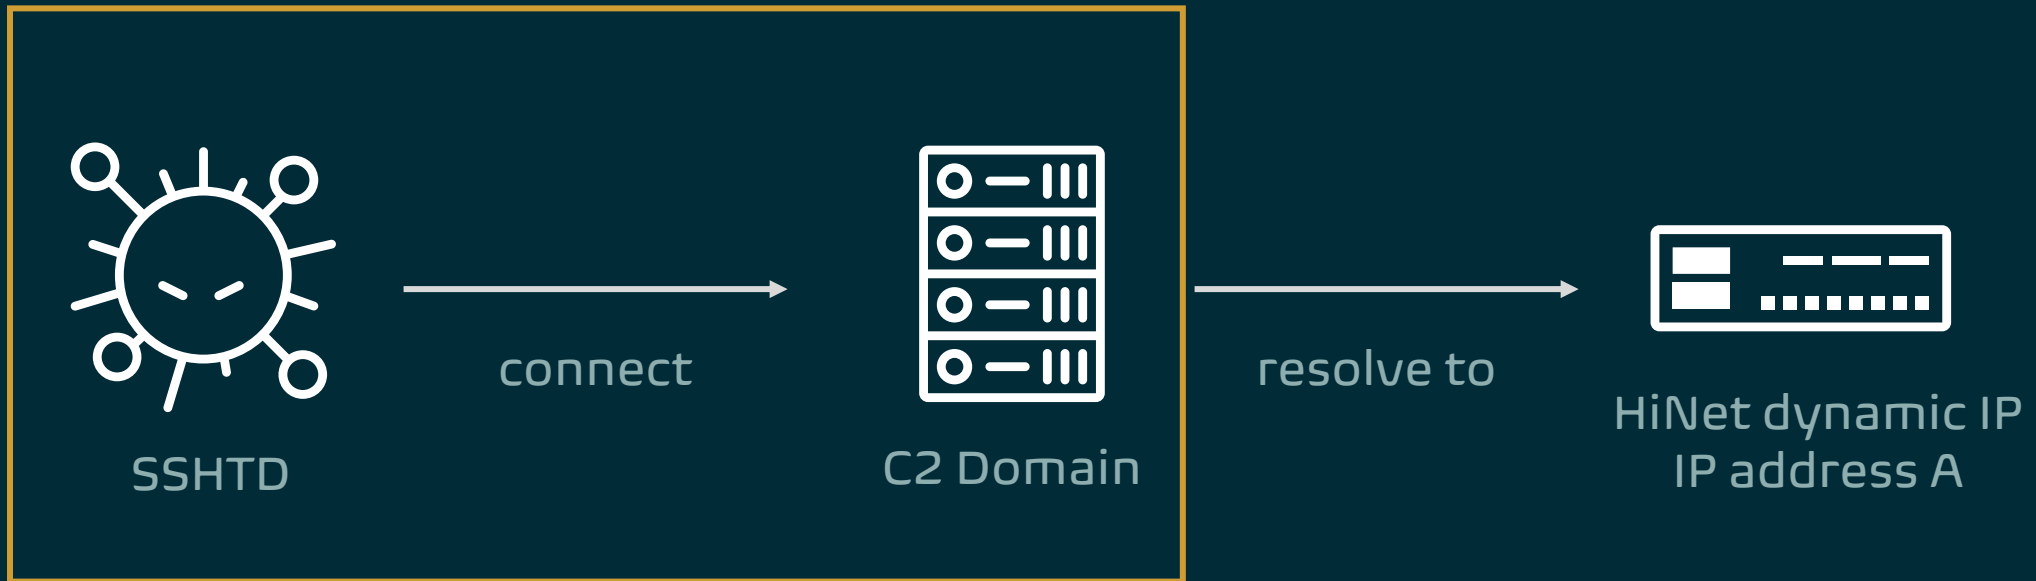 connect
resolve to
SSHTD
C2 Domain
HiNet dynamic IP
IP address A